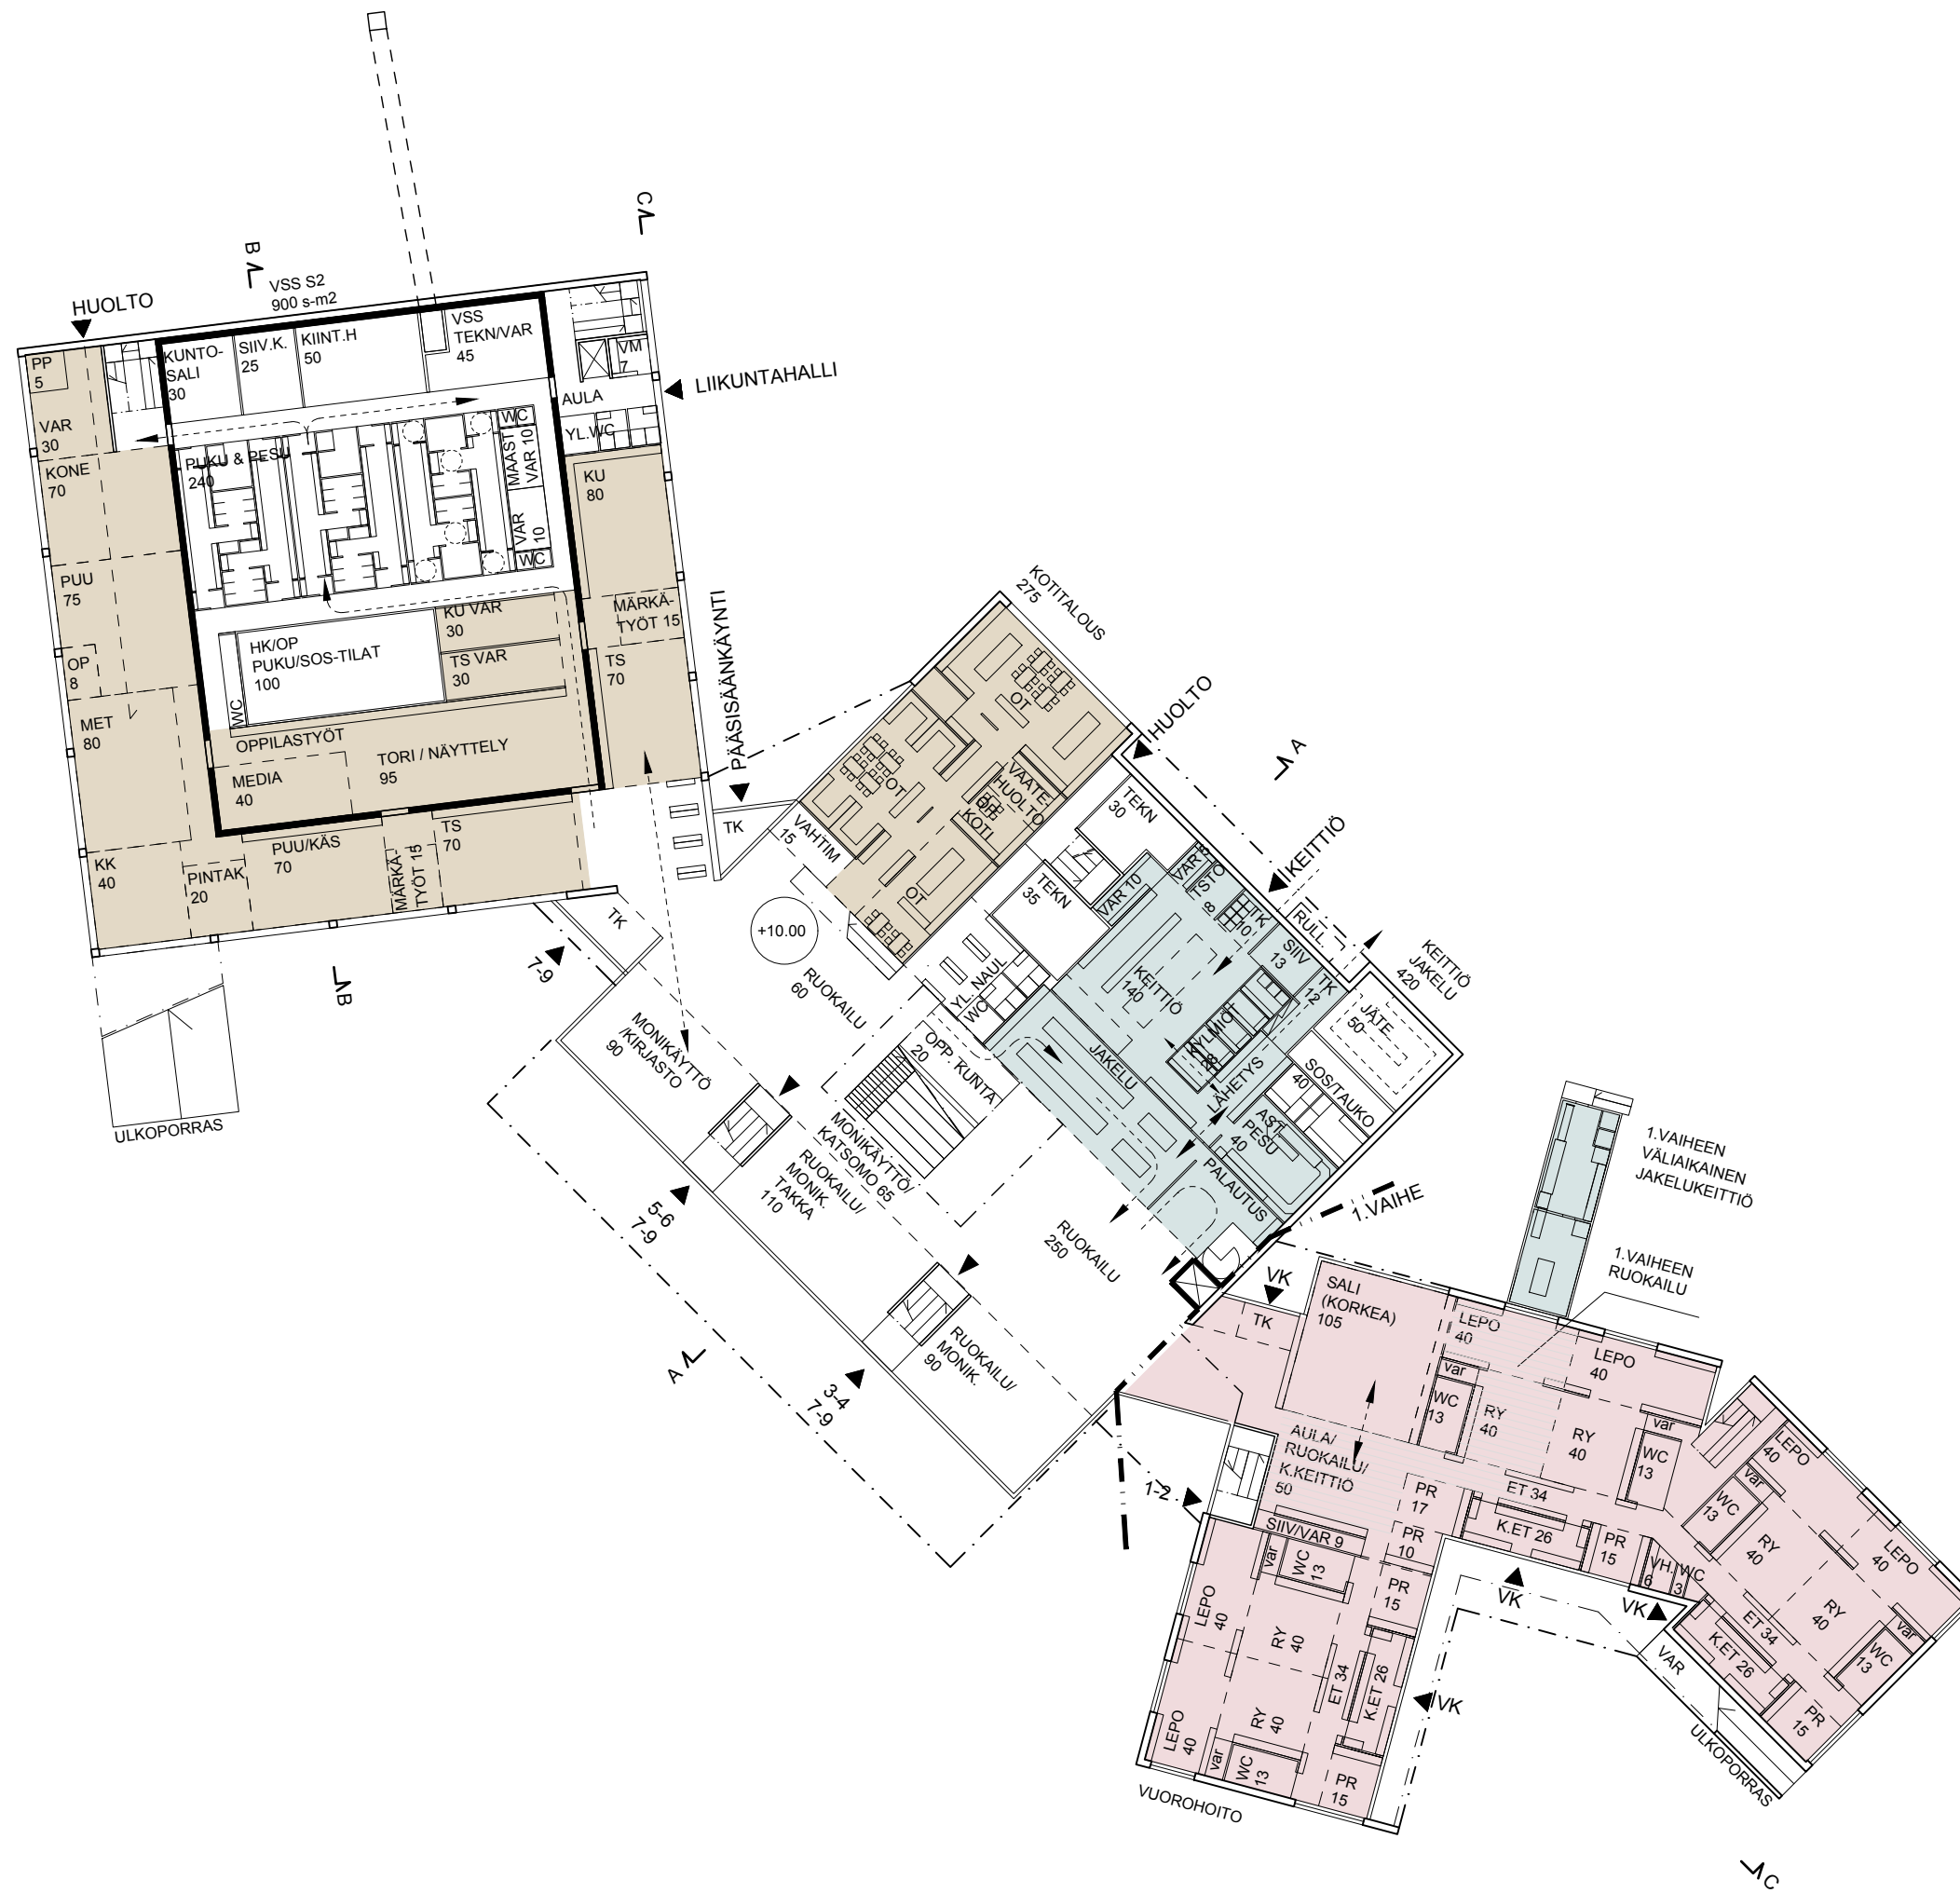 C
B
VSS S2
900 s-m2
HUOLTO
PP
5
KUNTO-
SALI
30
SIIV.K.
25
KIINT.H
50
VSS
TEKN/VAR
45
VM
7
LIIKUNTAHALLI
AULA
YL.WC
VAR
30
KONE
70
PUKU & PESU
240
WC
MAAST
VAR 10
VAR
10
WC
KU
80
PUU
75
OP
8
MET
80
HK/OP
PUKU/SOS-TILAT
100
WC
KU VAR
30
TS VAR
30
MÄRKÄ-
TYÖT 15
TS
70
OPPILASTYÖT
TORI / NÄYTTELY
95
MEDIA
40
KK
40
PINTAK
20
PUU/KÄS
70
MÄRKÄ-
TYÖT 15
TS
70
TK
7-9
B
ULKOPORRAS
PÄÄSISÄÄNKÄYNTI
TK
VAHTIM
15
KOTITALOUS
275
OT
OT
OT
VAATE-
HUOLTO
OPE
KOTI
HUOLTO
A
TEKN
30
TEKN
35
KEITTIÖ
VAR 10
VAR
TSTO
8
TK
10
SIIV
13
TK
12
RULL
KEITTIÖ
JAKELU
420
JÄTE
50
KEITTIÖ
140
KYLMIÖT
28
LÄHETYS
SOS/TAUKO
40
AST.
PESU
40
PALAUTUS
JAKELU
YL. NAUL
WC
+10.00
RUOKAILU
60
OPP. KUNTA
20
MONIKÄYTTÖ
/KIRJASTO
90
MONIKÄYTTÖ/
KATSOMO 65
RUOKAILU/
MONIK.
TAKKA
110
RUOKAILU
250
RUOKAILU/
MONIK.
90
5-6
7-9
A
3-4
7-9
1-2
1.VAIHE
1.VAIHEEN
VÄLIAIKAINEN
JAKELUKEITTIÖ
1.VAIHEEN
RUOKAILU
VK
TK
SALI
(KORKEA)
105
LEPO
40
LEPO
40
var
WC
13
RY
40
RY
40
var
WC
13
AULA/
RUOKAILU/
K.KEITTIÖ
50
PR
17
ET 34
K.ET 26
PR
10
PR
15
PR
15
VH.
6
WC
3
SIIV/VAR 9
var
WC
13
LEPO
40
RY
40
ET 34
K.ET 26
LEPO
40
RY
40
var
WC
13
PR
15
VK
VK
VK
VUOROHOITO
LEPO
40
var
WC
13
RY
40
LEPO
40
RY
40
ET 34
K.ET 26
var
WC
13
PR
15
VAR
ULKOPORRAS
C